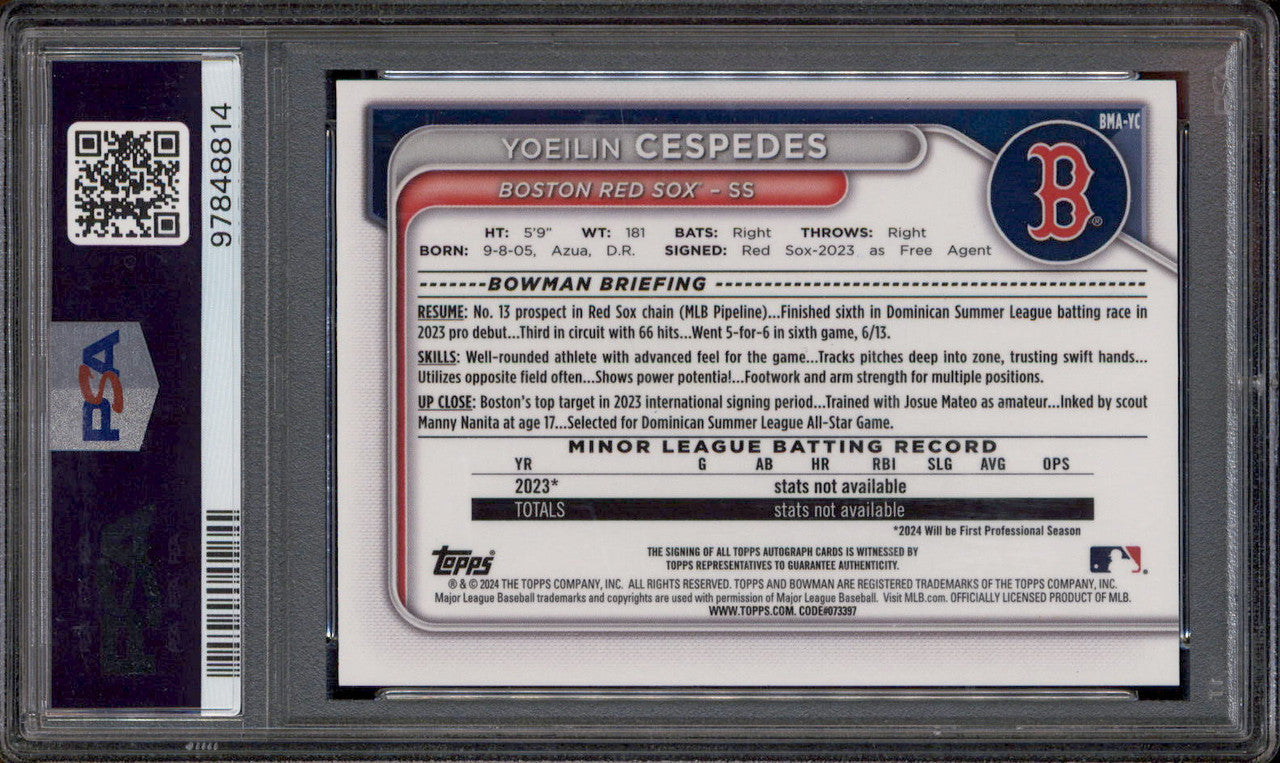 PSA
97848814
BMA-YC
YOEILIN CESPEDES
BOSTON RED SOX - SS
B®
HT: 5'9" WT: 181 BATS: Right THROWS: Right
BORN: 9-8-05, Azua, D.R. SIGNED: Red Sox-2023 as Free Agent
BOWMAN BRIEFING
RESUME: No. 13 prospect in Red Sox chain (MLB Pipeline)...Finished sixth in Dominican Summer League batting race in
2023 pro debut...Third in circuit with 66 hits...Went 5-for-6 in sixth game, 6/13.
SKILLS: Well-rounded athlete with advanced feel for the game...Tracks pitches deep into zone, trusting swift hands...
Utilizes opposite field often...Shows power potential...Footwork and arm strength for multiple positions.
UP CLOSE: Boston's top target in 2023 international signing period...Trained with Josue Mateo as amateur...Inked by scout
Manny Nanita at age 17...Selected for Dominican Summer League All-Star Game.
MINOR LEAGUE BATTING RECORD
YR G AB HR RBI SLG AVG OPS
2023* stats not available
TOTALS stats not available
*2024 Will be First Professional Season
Topps®
THE SIGNING OF ALL TOPPS AUTOGRAPH CARDS IS WITNESSED BY
TOPPS REPRESENTATIVES TO GUARANTEE AUTHENTICITY.
® & © 2024 THE TOPPS COMPANY, INC. ALL RIGHTS RESERVED. TOPPS AND BOWMAN ARE REGISTERED TRADEMARKS OF THE TOPPS COMPANY, INC.
Major League Baseball trademarks and copyrights are used with permission of Major League Baseball. Visit MLB.com. OFFICIALLY LICENSED PRODUCT OF MLB.
WWW.TOPPS.COM. CODE#073397